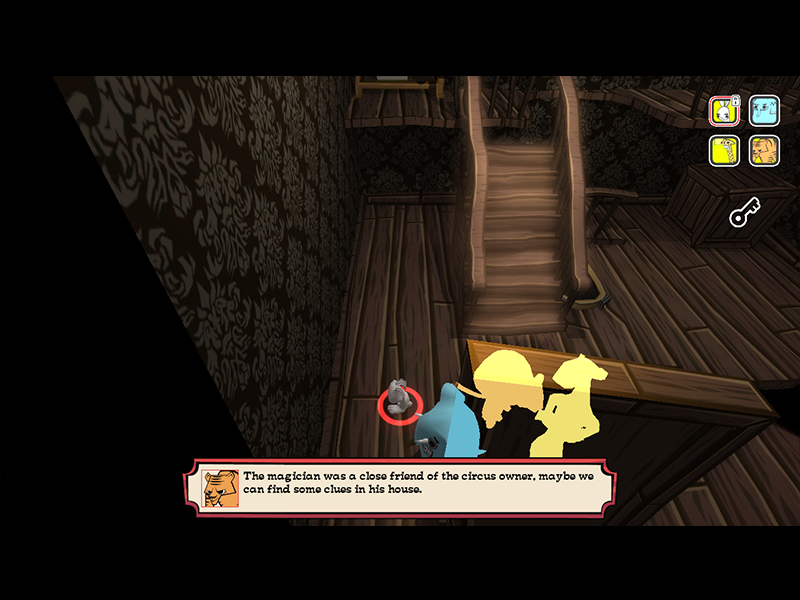 The magician was a close friend of the circus owner, maybe we
can find some clues in his house.